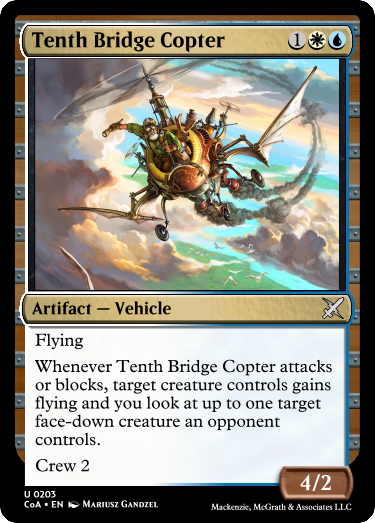 Tenth Bridge Copter 1
Artifact — Vehicle
Flying
Whenever Tenth Bridge Copter attacks
or blocks, target creature controls gains
flying and you look at up to one target
face-down creature an opponent
controls.
Crew 2
4/2
U 0203
CoA • EN Mariusz Gandzel
Mackenzie, McGrath & Associates LLC